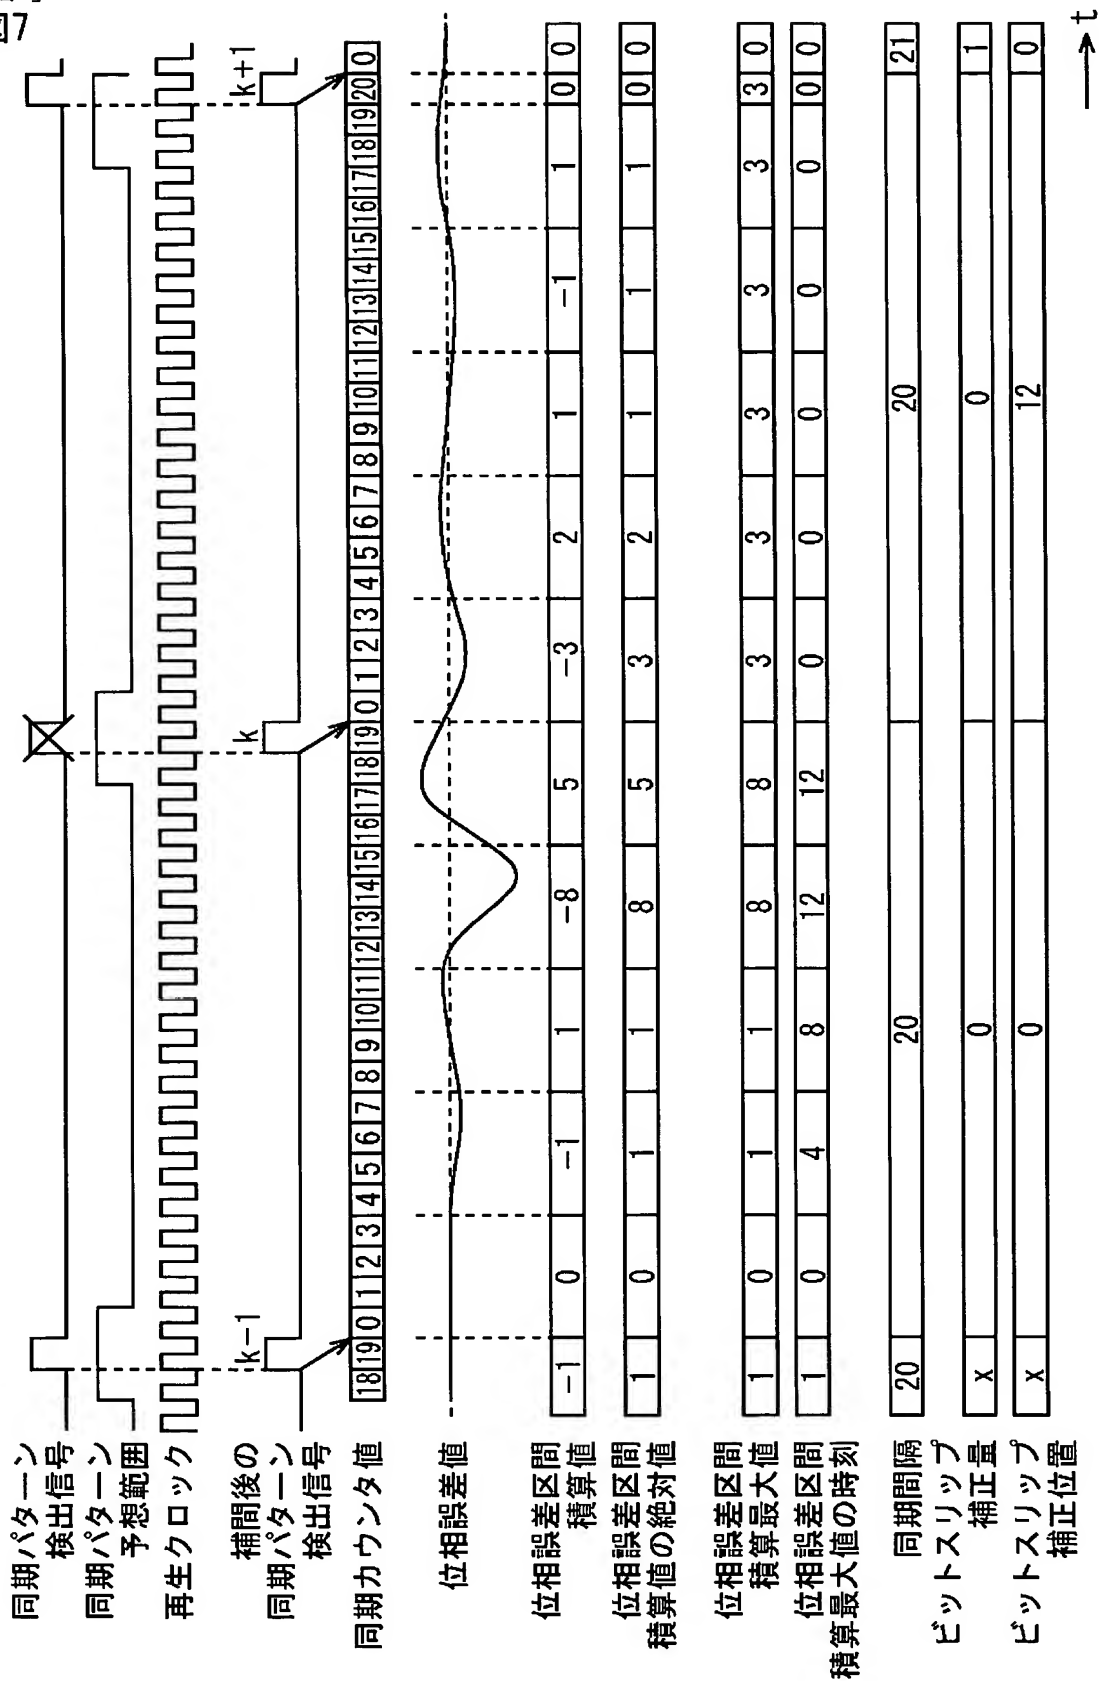 図7
同期パターン
検出信号
同期パターン
予想範囲
再生クロック
補間後の
同期パターン
検出信号
k−1
k
k+1
同期カウンタ値
18 19 0 1 2 3 4 5 6 7 8 9 10 11 12 13 14 15 16 17 18 19 0 1 2 3 4 5 6 7 8 9 10 11 12 13 14 15 16 17 18 19 20 0
位相誤差値
位相誤差区間
積算値
−1 0 −1 1 −8 5 −3 2 1 −1 1 0 0
位相誤差区間
積算値の絶対値
1 0 1 1 8 5 3 2 1 1 1 0 0
位相誤差区間
積算最大値
1 0 1 1 8 8 3 3 3 3 3 3 0
位相誤差区間
積算最大値の時刻
1 0 4 8 12 12 0 0 0 0 0 0 0
同期間隔
20 20 20 21
ビットスリップ
補正量
x 0 0 1
ビットスリップ
補正位置
x 0 12 0
t